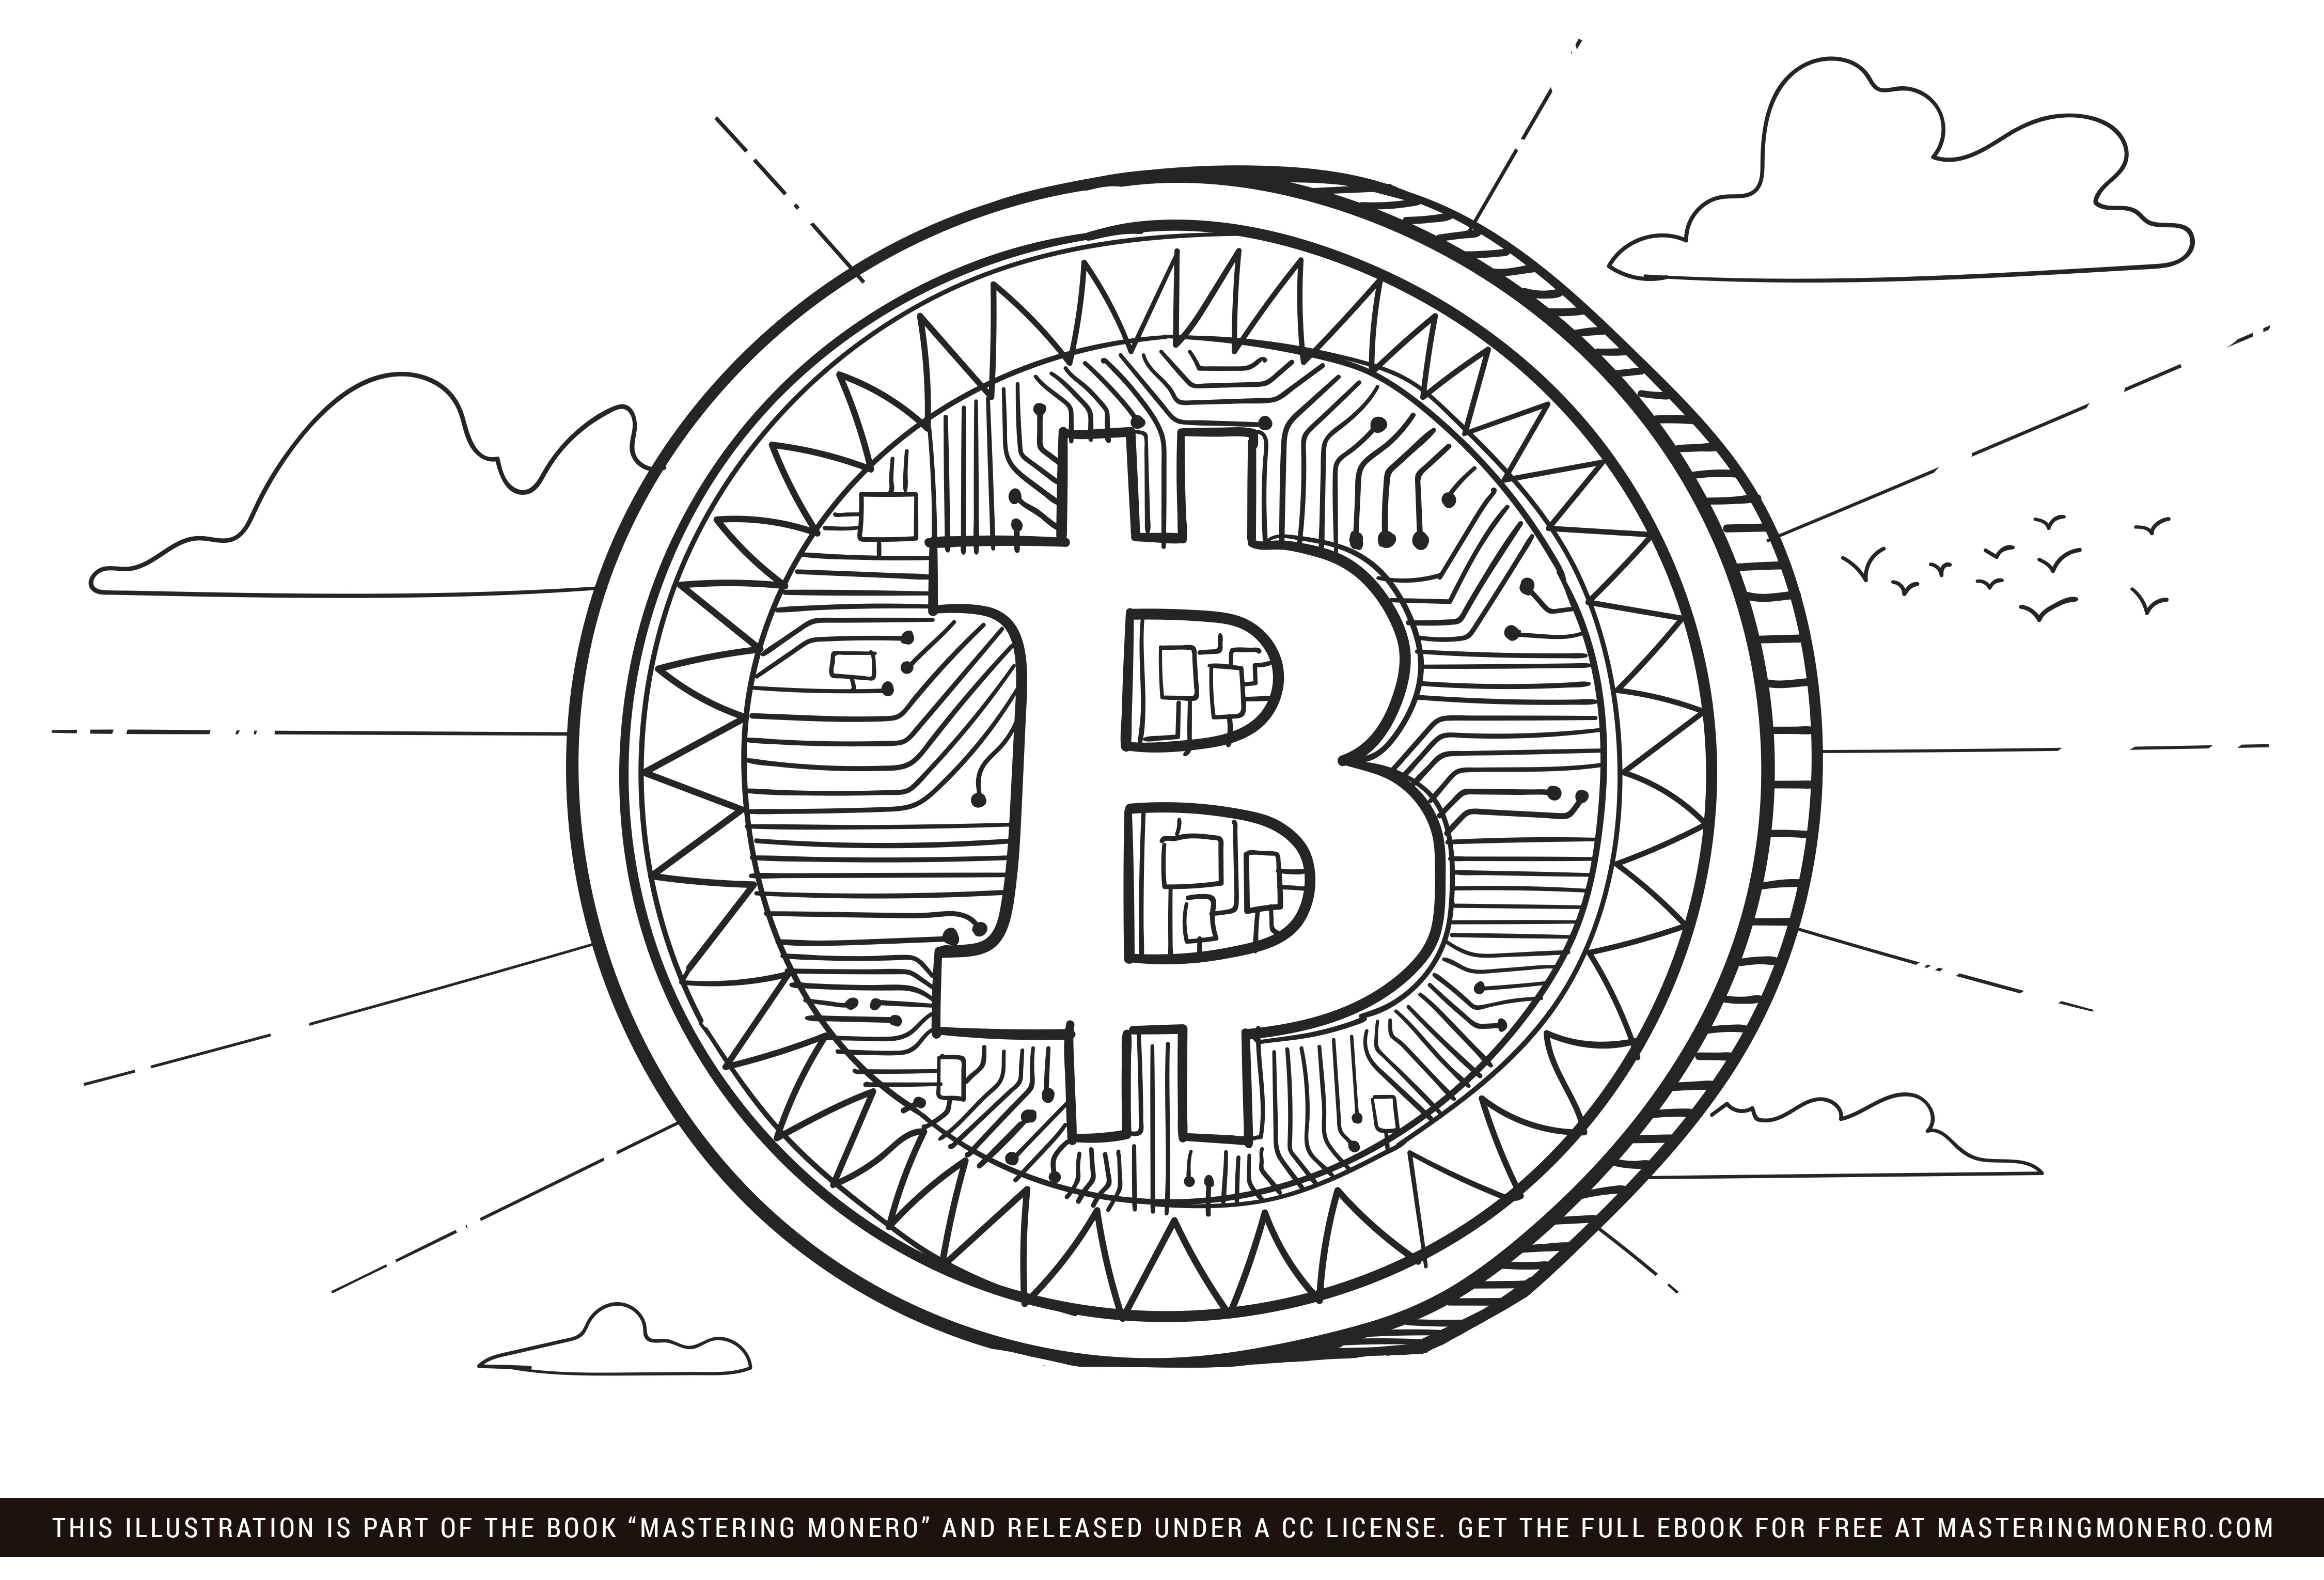 THIS ILLUSTRATION IS PART OF THE BOOK “MASTERING MONERO” AND RELEASED UNDER A CC LICENSE. GET THE FULL EBOOK FOR FREE AT MASTERINGMONERO.COM